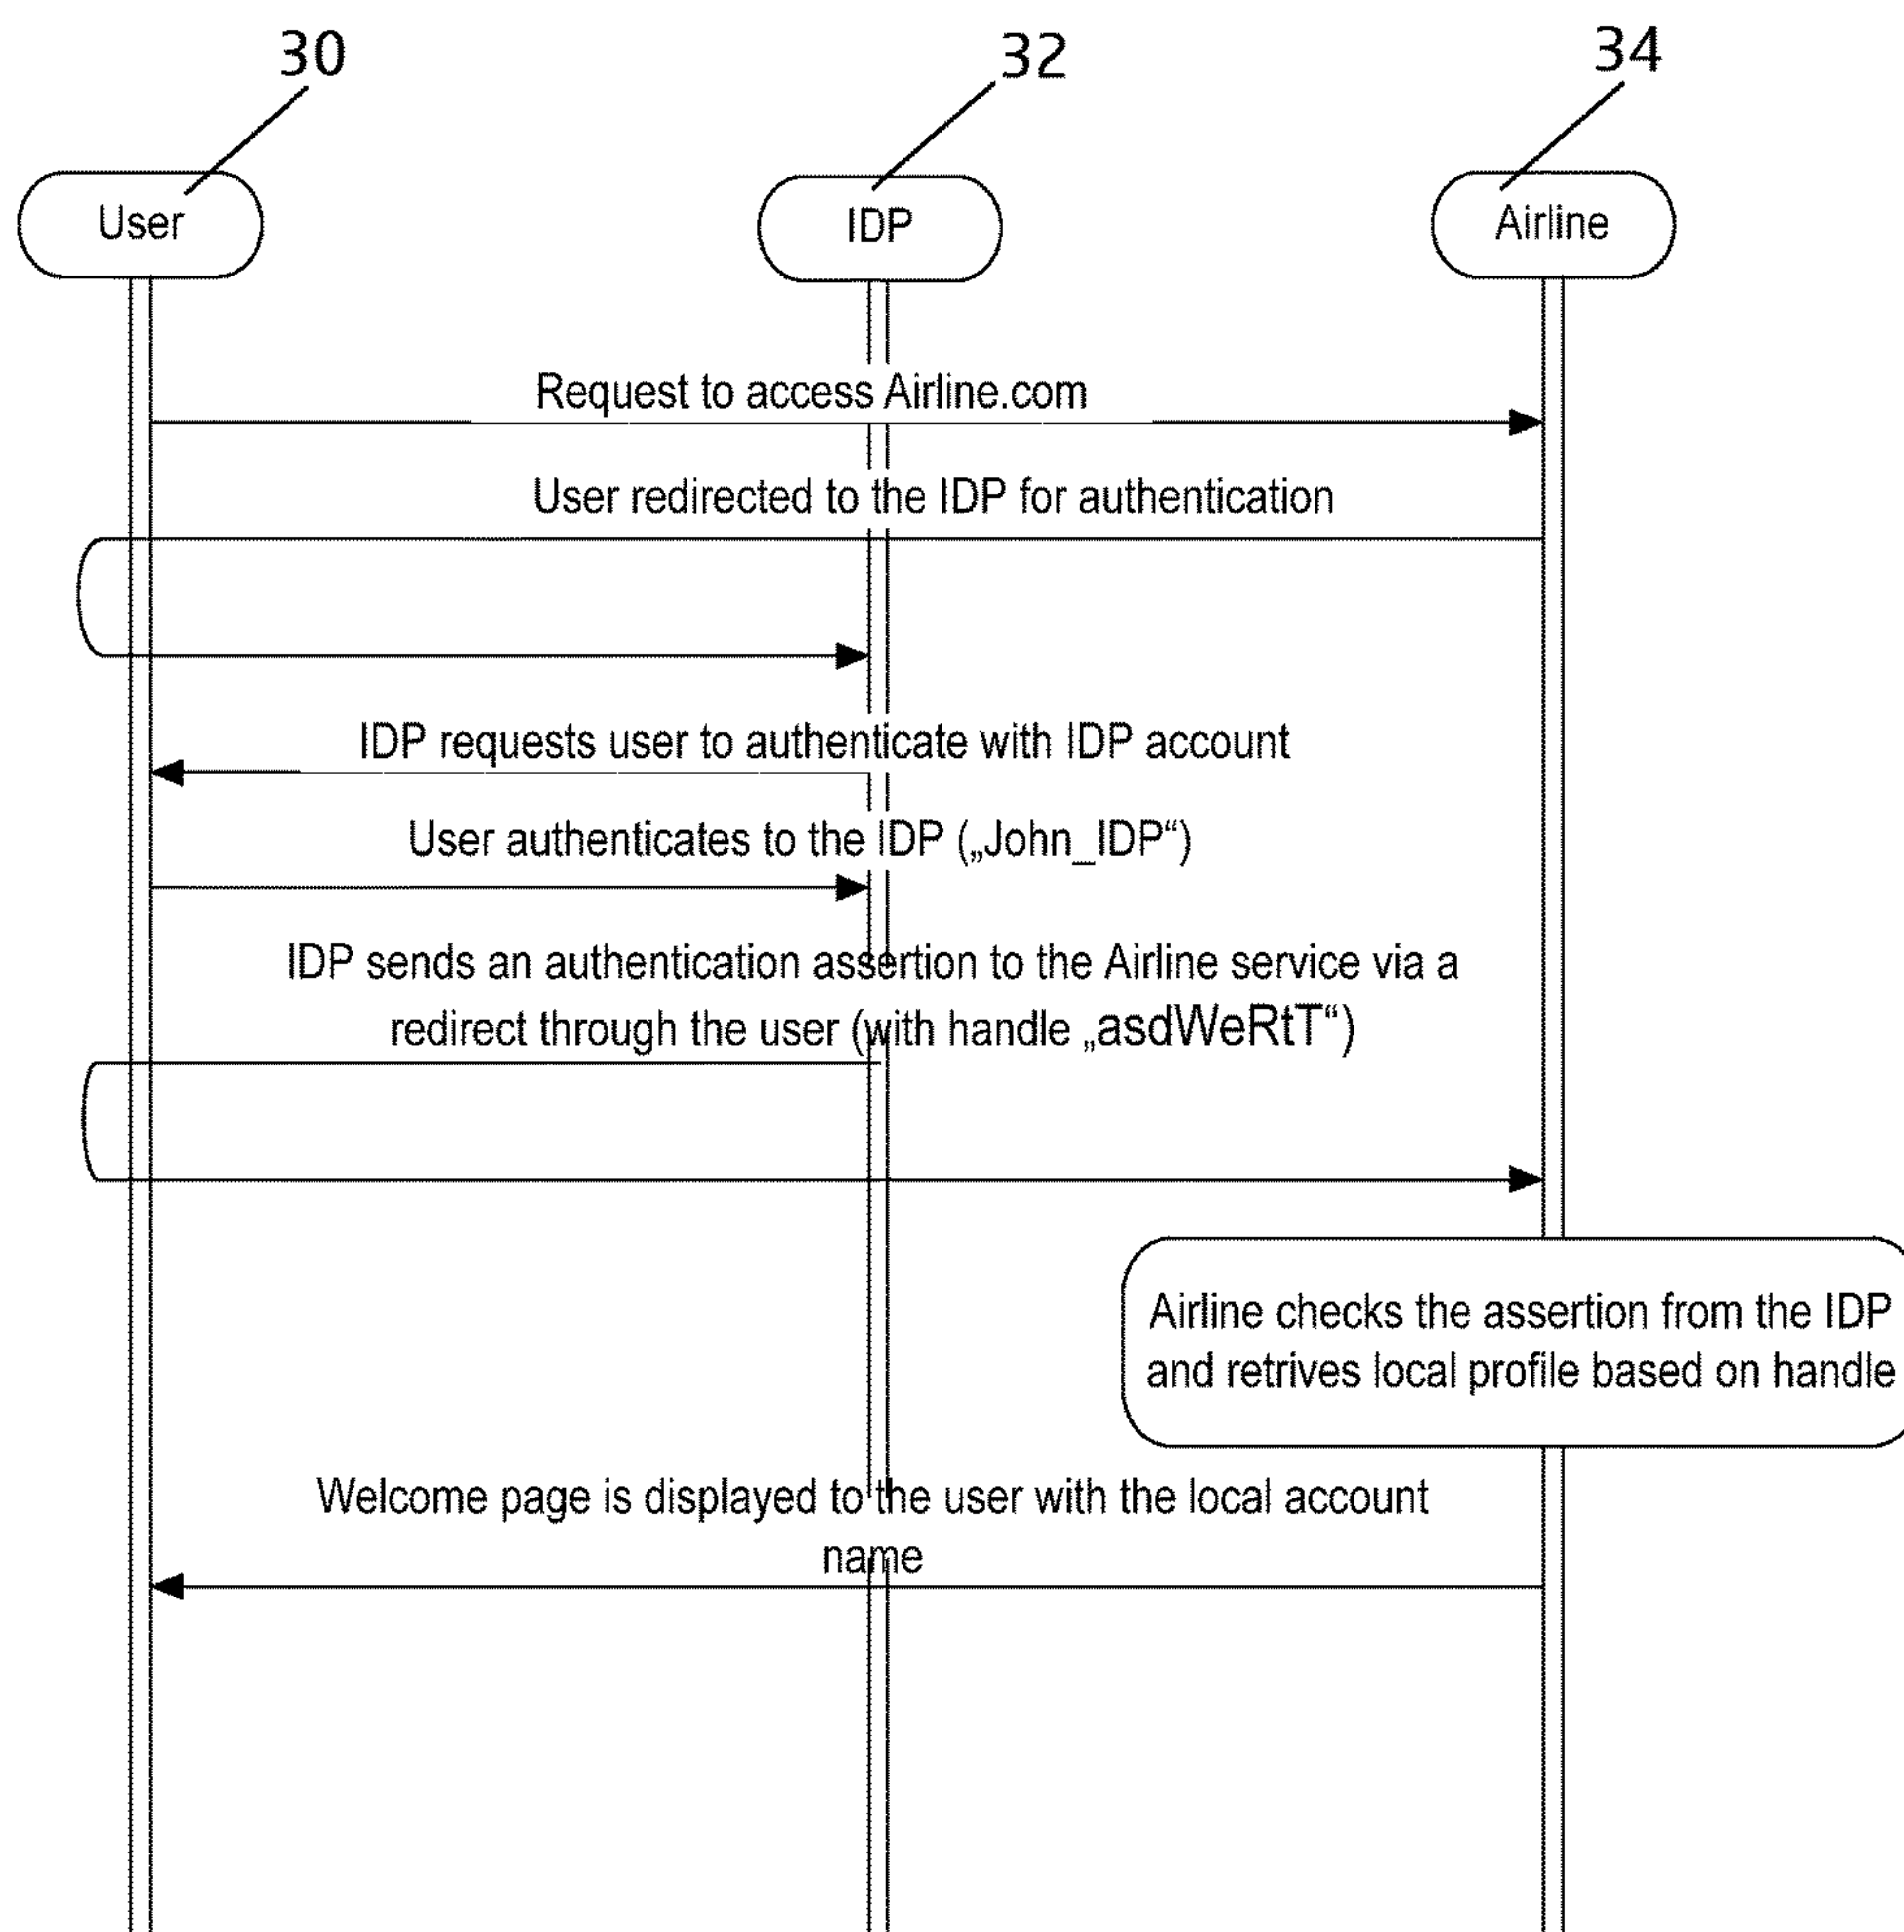 30
32
34
User
IDP
Airline
Request to access Airline.com
User redirected to the IDP for authentication
IDP requests user to authenticate with IDP account
User authenticates to the IDP („John_IDP“)
IDP sends an authentication assertion to the Airline service via a
redirect through the user (with handle „asdWeRtT“)
Airline checks the assertion from the IDP
and retrives local profile based on handle
Welcome page is displayed to the user with the local account
name